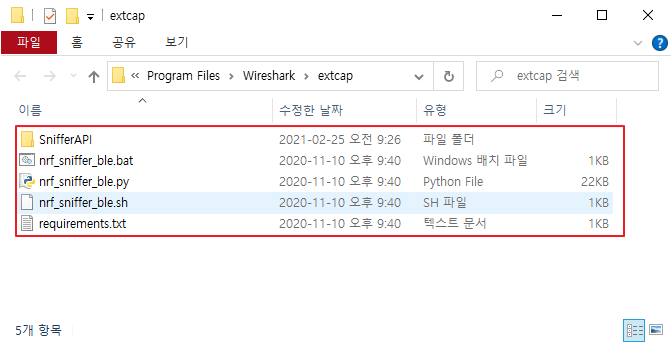 extcap
파일 홈 공유 보기
« Program Files › Wireshark › extcap extcap 검색
이름 수정한 날짜 유형 크기
SnifferAPI 2021-02-25 오전 9:26 파일 폴더
nrf_sniffer_ble.bat 2020-11-10 오후 9:40 Windows 배치 파일 1KB
nrf_sniffer_ble.py 2020-11-10 오후 9:40 Python File 22KB
nrf_sniffer_ble.sh 2020-11-10 오후 9:40 SH 파일 1KB
requirements.txt 2020-11-10 오후 9:40 텍스트 문서 1KB
5개 항목